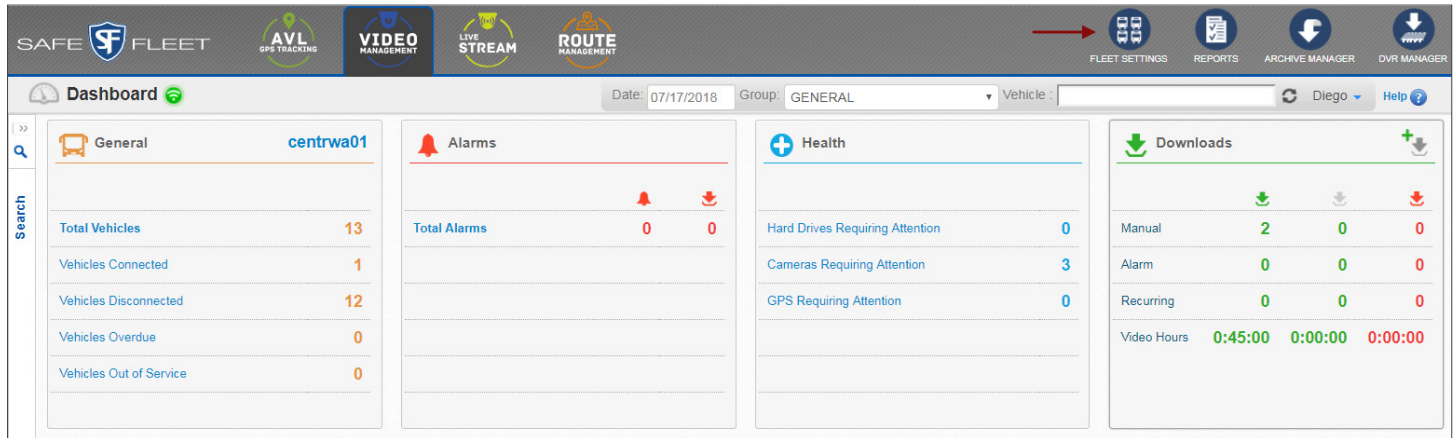 SAFE SF FLEET
AVL
GPS TRACKING
VIDEO
MANAGEMENT
LIVE
STREAM
ROUTE
MANAGEMENT
FLEET SETTINGS
REPORTS
ARCHIVE MANAGER
DVR MANAGER
Dashboard
Date: 07/17/2018
Group: GENERAL
Vehicle :
Diego
Help ?
»
Search
General centrwa01
Total Vehicles 13
Vehicles Connected 1
Vehicles Disconnected 12
Vehicles Overdue 0
Vehicles Out of Service 0
Alarms
Total Alarms 0 0
Health
Hard Drives Requiring Attention 0
Cameras Requiring Attention 3
GPS Requiring Attention 0
Downloads
Manual 2 0 0
Alarm 0 0 0
Recurring 0 0 0
Video Hours 0:45:00 0:00:00 0:00:00